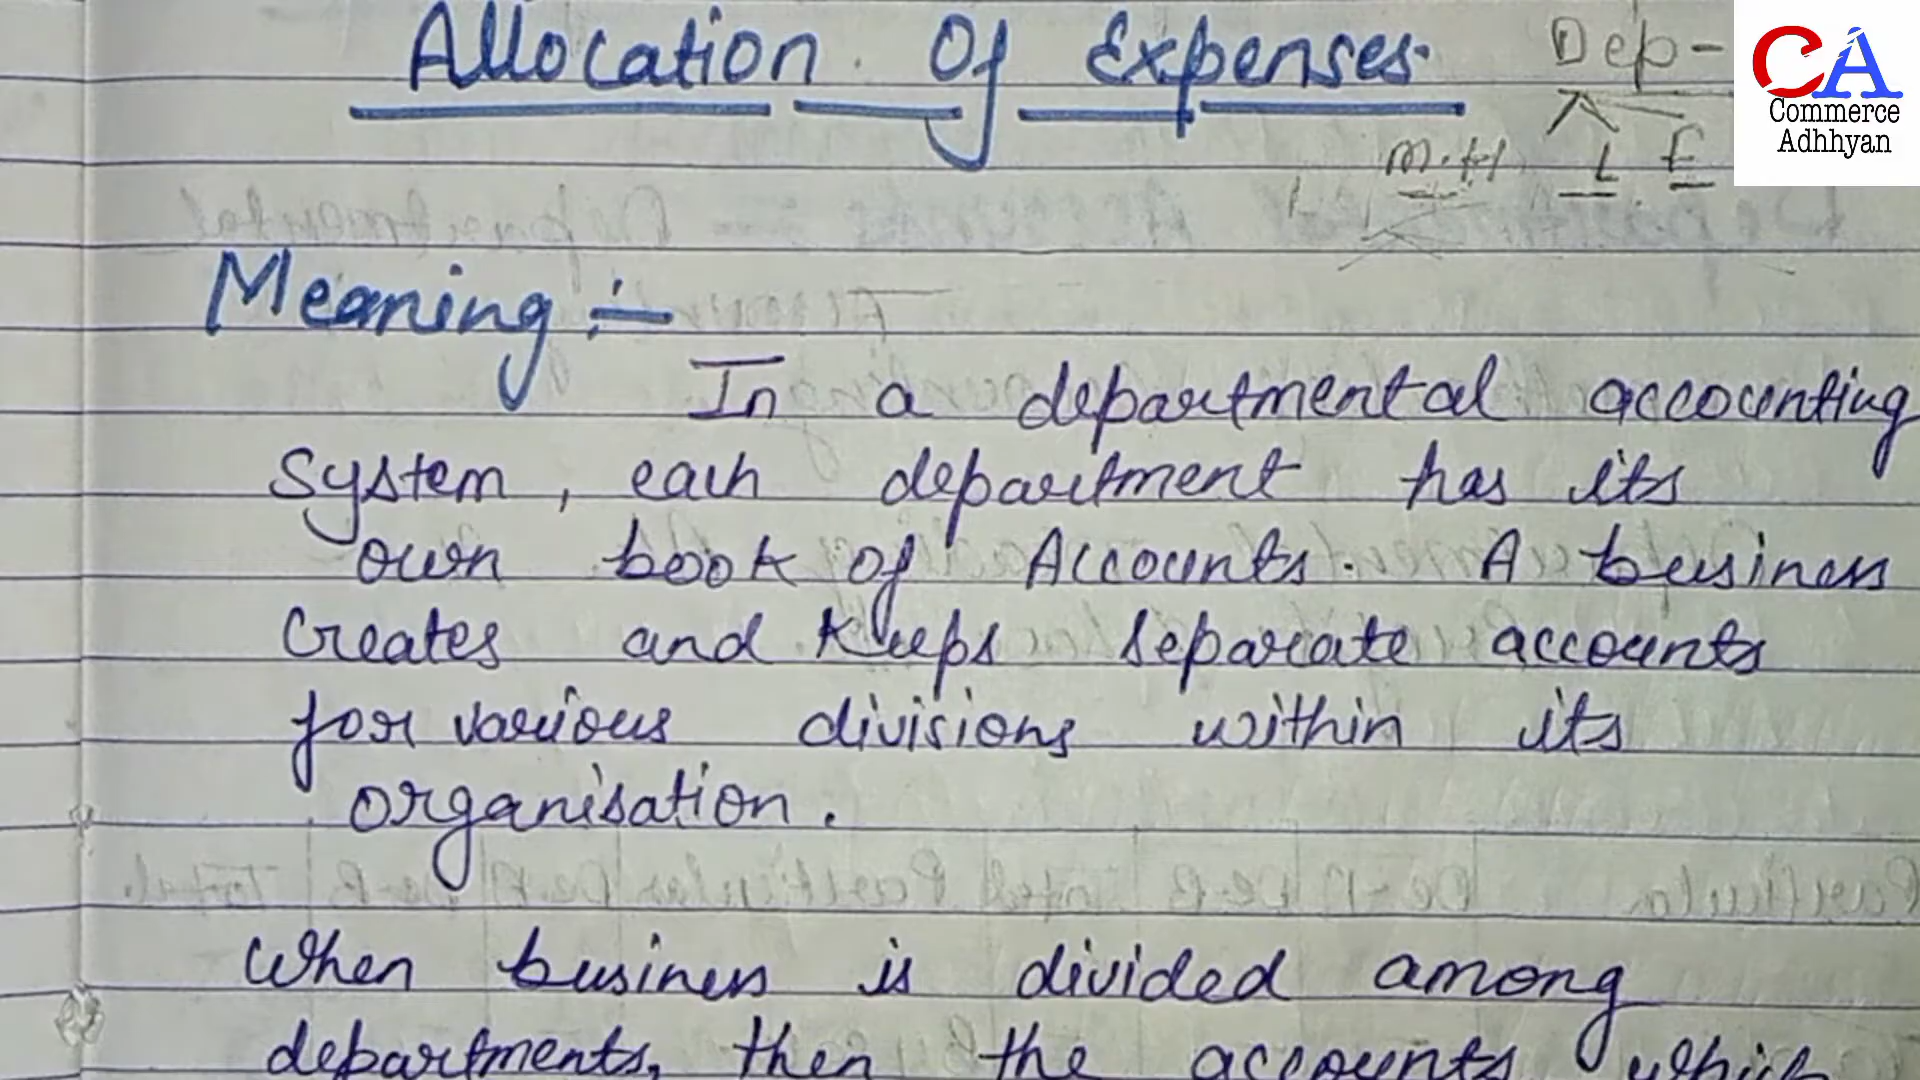 Allocation Of Expenses.
Dep-
M.H L F
CA
Commerce
Adhhyan
Meaning :-
In a departmental accounting
System, each department has its
own book of Accounts. A business
Creates and Keeps separate accounts
for various divisions within its
organisation.
When business is divided among
departments, then the accounts which